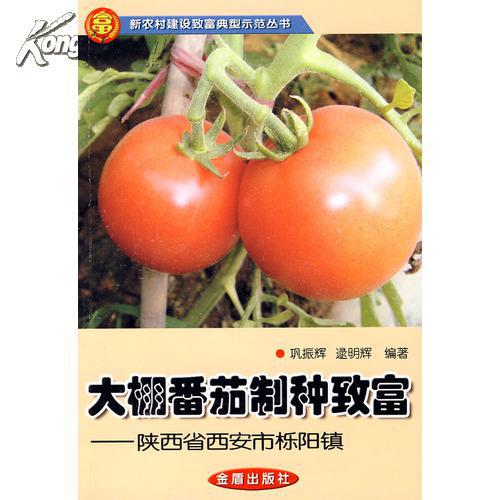 新农村建设致富典型示范丛书
巩振辉 逯明辉 编著
大棚番茄制种致富
——陕西省西安市栎阳镇
金盾出版社